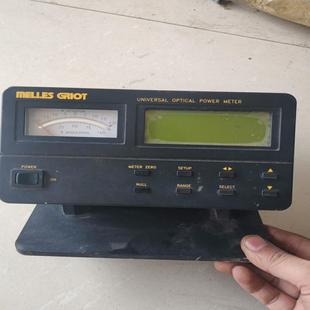 MELLES GRIOT
UNIVERSAL OPTICAL POWER METER
POWER
METER ZERO
SETUP
NULL
RANGE
SELECT